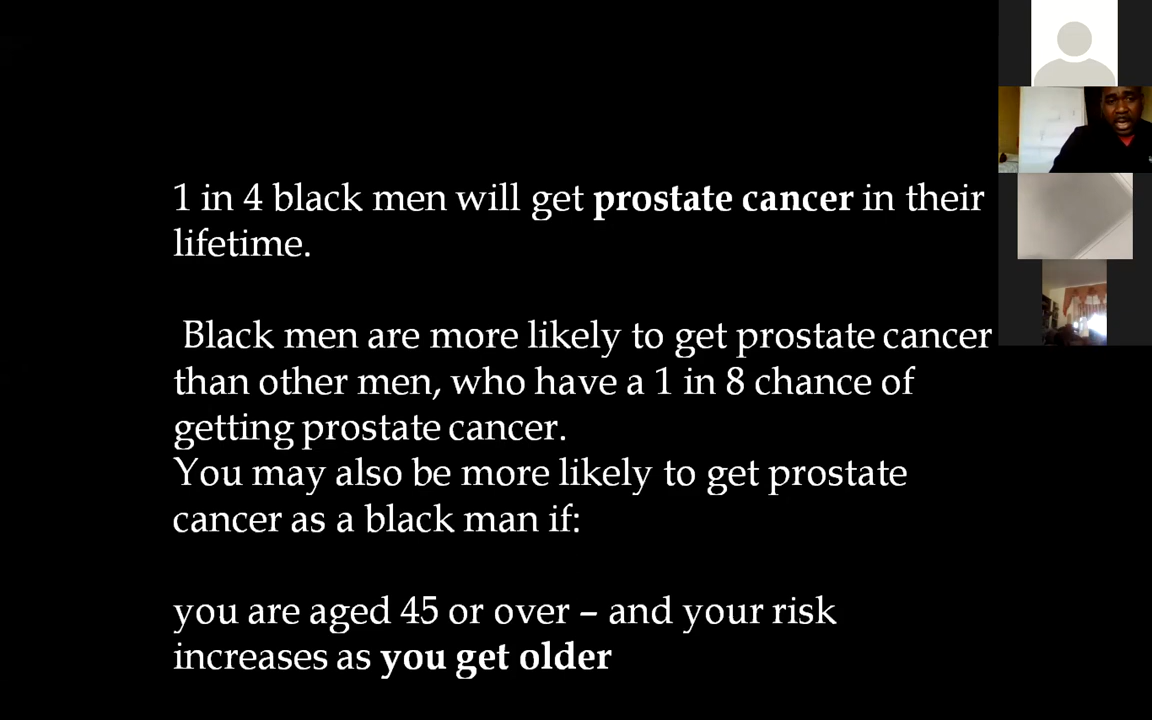 1 in 4 black men will get prostate cancer in their
lifetime.
Black men are more likely to get prostate cancer
than other men, who have a 1 in 8 chance of
getting prostate cancer.
You may also be more likely to get prostate
cancer as a black man if:
you are aged 45 or over – and your risk
increases as you get older